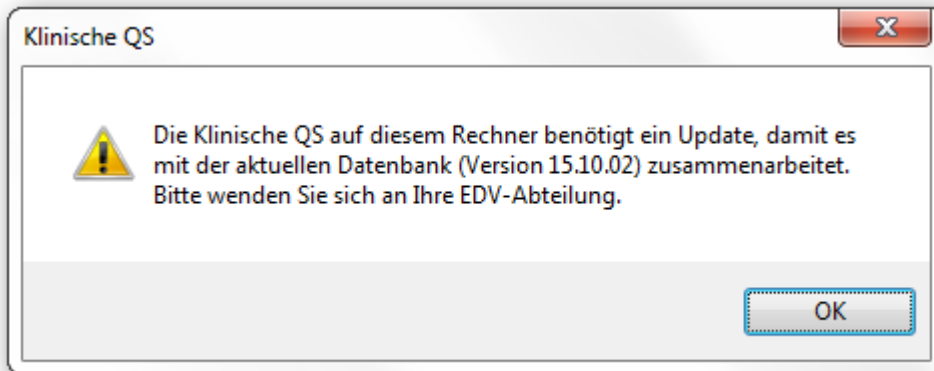 Klinische QS
Die Klinische QS auf diesem Rechner benötigt ein Update, damit es
mit der aktuellen Datenbank (Version 15.10.02) zusammenarbeitet.
Bitte wenden Sie sich an Ihre EDV-Abteilung.
OK